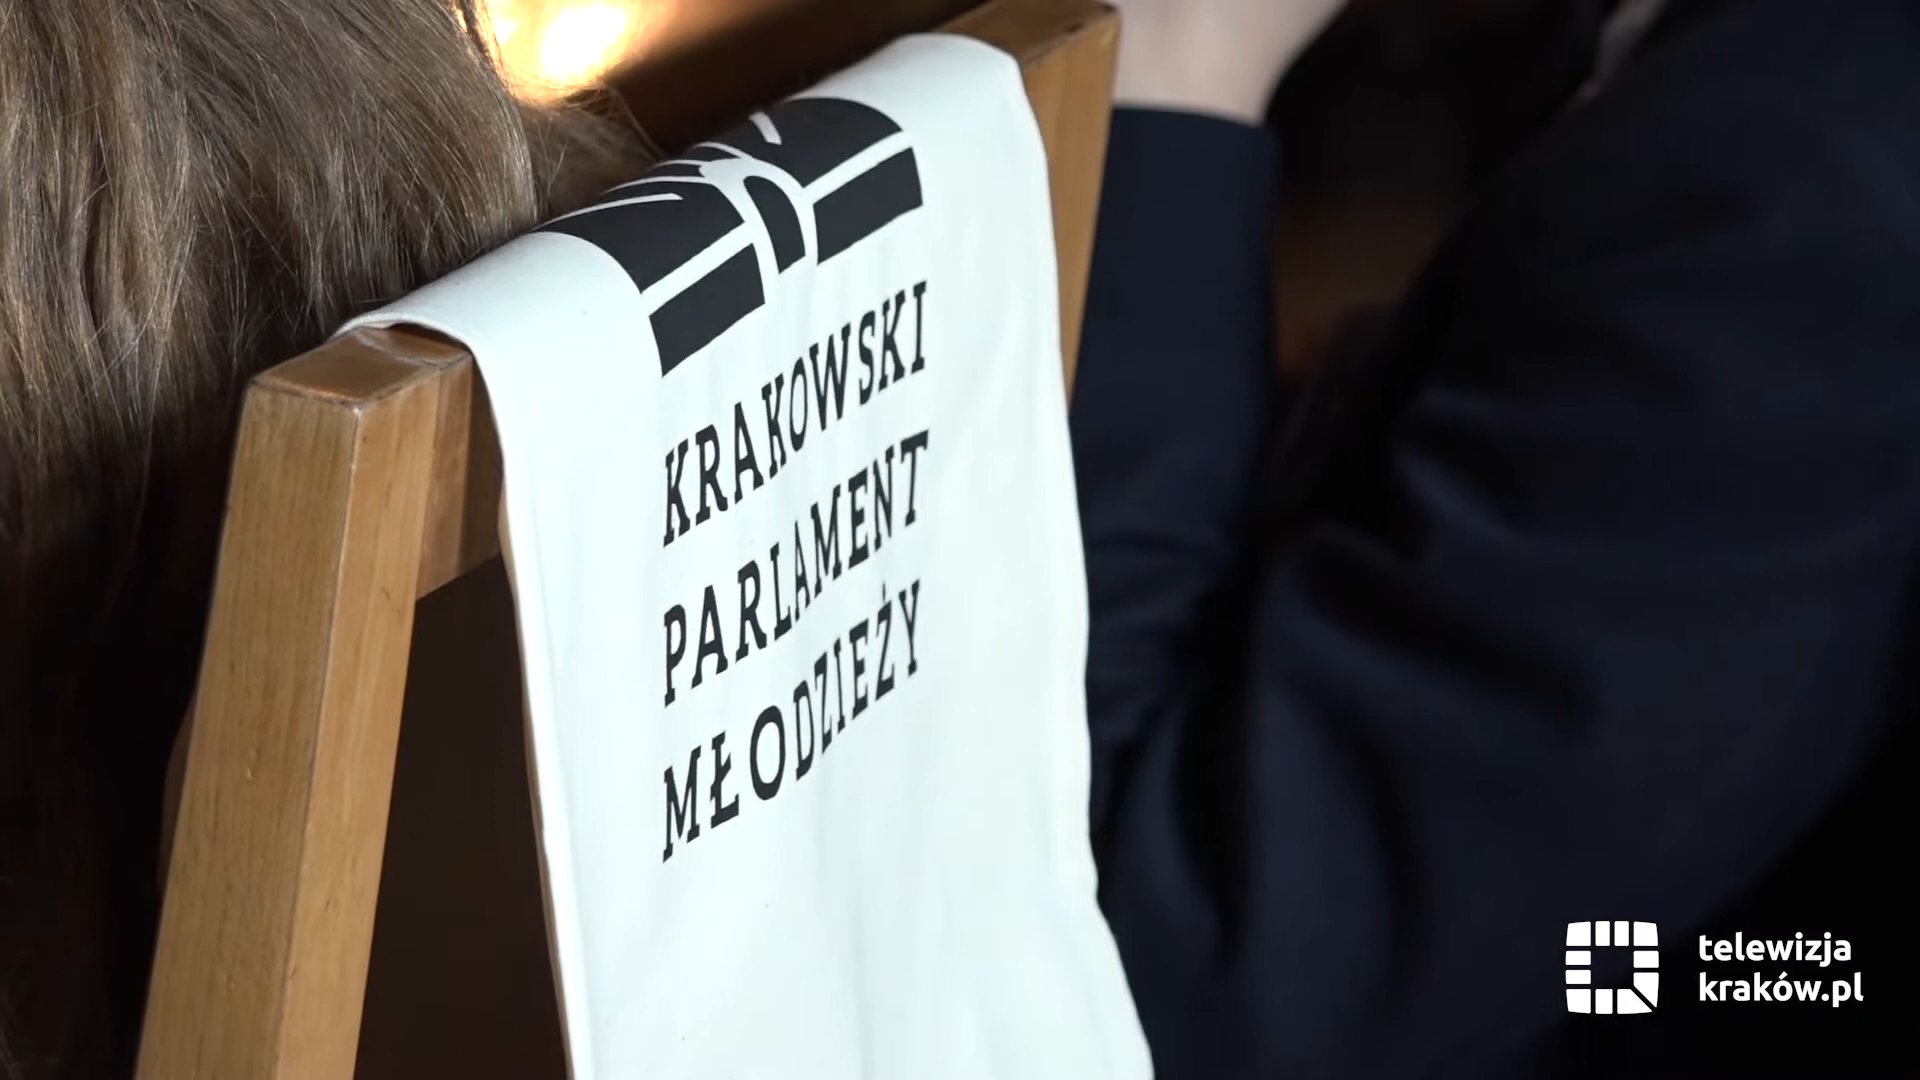 KRAKOWSKI
PARLAMENT
MŁODZIEŻY
telewizja
kraków.pl